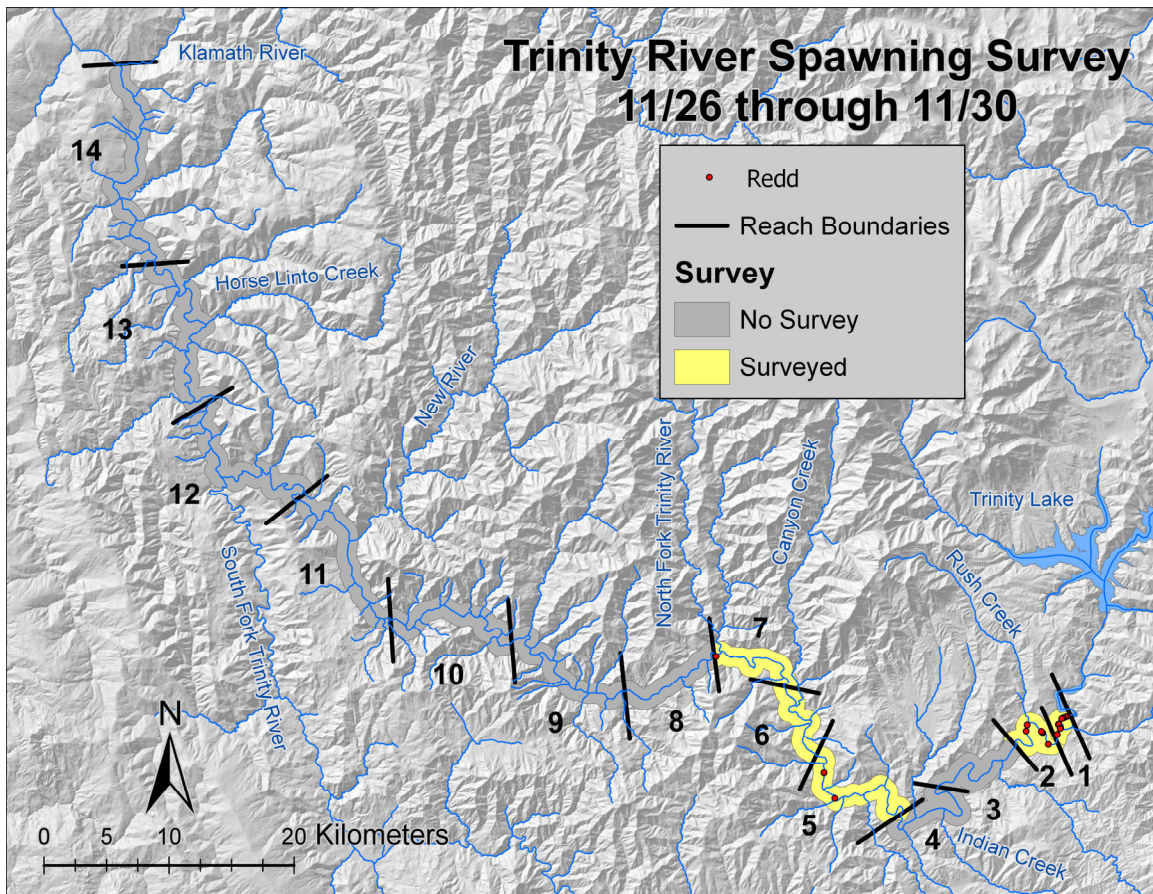 Trinity River Spawning Survey
11/26 through 11/30
Klamath River
Redd
Reach Boundaries
Survey
No Survey
Surveyed
14
Horse Linto Creek
13
New River
North Fork Trinity River
Canyon Creek
12
Trinity Lake
South Fork Trinity River
11
Rush Creek
7
10
9
8
6
5
4
3
2
1
Indian Creek
N
0 5 10 20 Kilometers